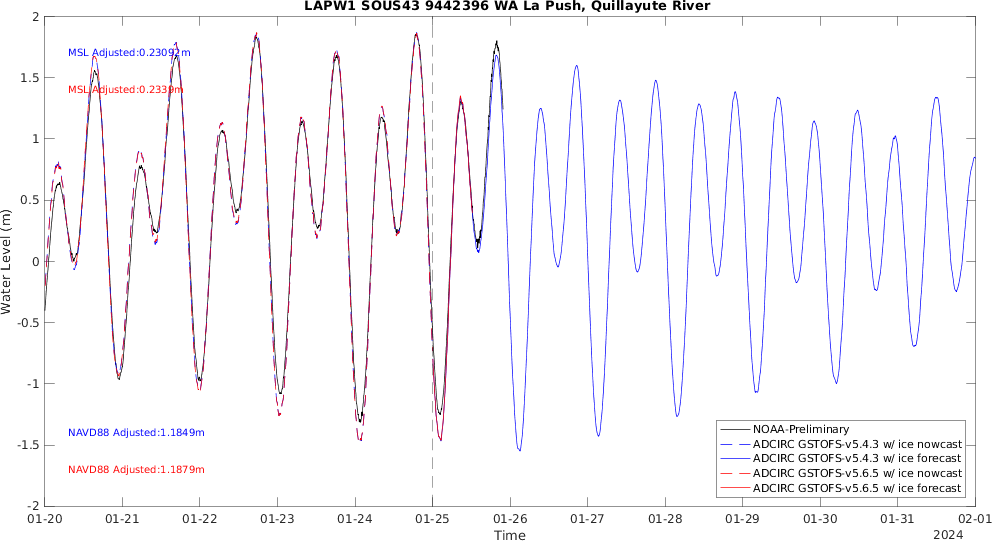 LAPW1 SOUS43 9442396 WA La Push, Quillayute River
2
1.5
1
0.5
0
-0.5
-1
-1.5
-2
Water Level (m)
MSL Adjusted:0.23092m
MSL Adjusted:0.2339m
NAVD88 Adjusted:1.1849m
NAVD88 Adjusted:1.1879m
NOAA-Preliminary
ADCIRC GSTOFS-v5.4.3 w/ ice nowcast
ADCIRC GSTOFS-v5.4.3 w/ ice forecast
ADCIRC GSTOFS-v5.6.5 w/ ice nowcast
ADCIRC GSTOFS-v5.6.5 w/ ice forecast
01-20 01-21 01-22 01-23 01-24 01-25 01-26 01-27 01-28 01-29 01-30 01-31 02-01
Time
2024